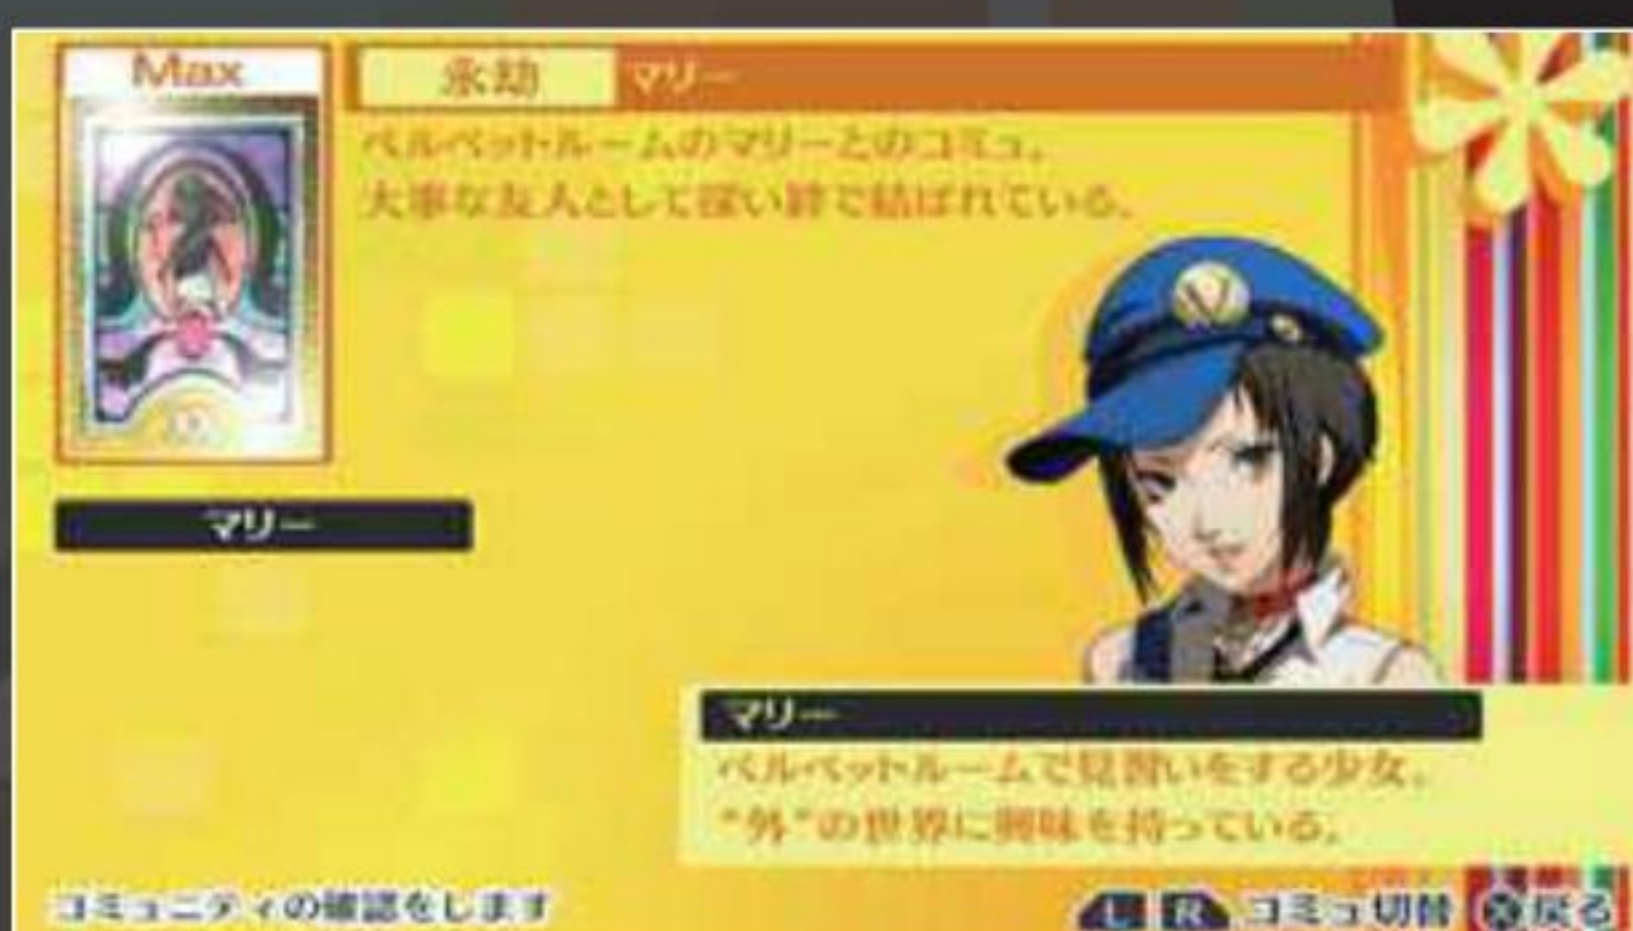 Max
永劫 マリー
ベルベットルームのマリーとのコミュ。
大事な友人として深い絆で結ばれている。
マリー
マリー
ベルベットルームで見習いをする少女。
“外”の世界に興味を持っている。
コミュニティの確認をします
L R コミュ切替 ×戻る